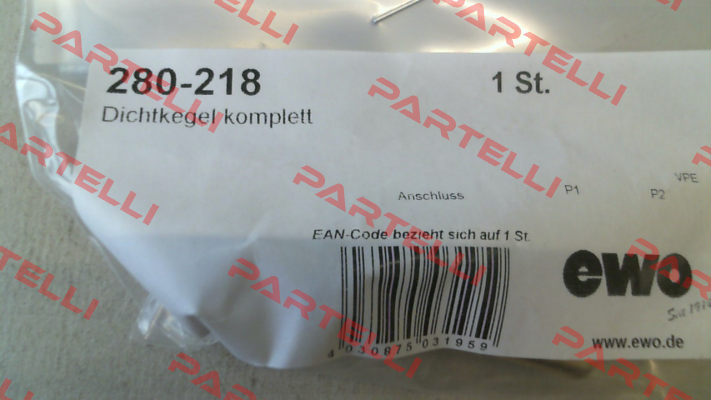 280-218 1 St.
Dichtkegel komplett
VPE
Anschluss P1 P2
EAN-Code bezieht sich auf 1 St.
ewo
www.ewo.de
4 030875 031959
PARTELLI
PARTELLI
PARTELLI
PARTELLI
PARTELLI
PARTELLI
PARTELLI
PARTELLI
PARTELLI